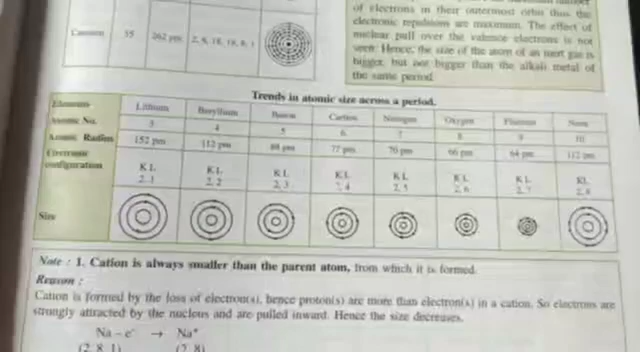 of electrons in their outermost orbit thus the
electronic repulsions are maximum. The effect of
nuclear pull over the valence electrons is not
seen. Hence, the size of the atom of an inert gas is
bigger, but not bigger than the alkali metal of
the same period.
262 pm 2, 8, 18, 18, 8, 1
Trends in atomic size across a period.
Elements Lithium Beryllium Boron Carbon Nitrogen Oxygen Neon
Atomic No. 3 4 5 6 7 8 9 10
Atomic Radius 152 pm 112 pm 88 pm 77 pm 70 pm 66 pm 64 pm 112 pm
Electronic configuration K L K L K L K L K L K L K L K L
2, 1 2, 2 2, 3 2, 4 2, 5 2, 6 2, 7 2, 8
Size
Note : 1. Cation is always smaller than the parent atom, from which it is formed.
Reason :
Cation is formed by the loss of electron(s), hence proton(s) are more than electron(s) in a cation. So electrons are
strongly attracted by the nucleus and are pulled inward. Hence the size decreases.
Na – e⁻ → Na⁺
(2, 8, 1) (2, 8)